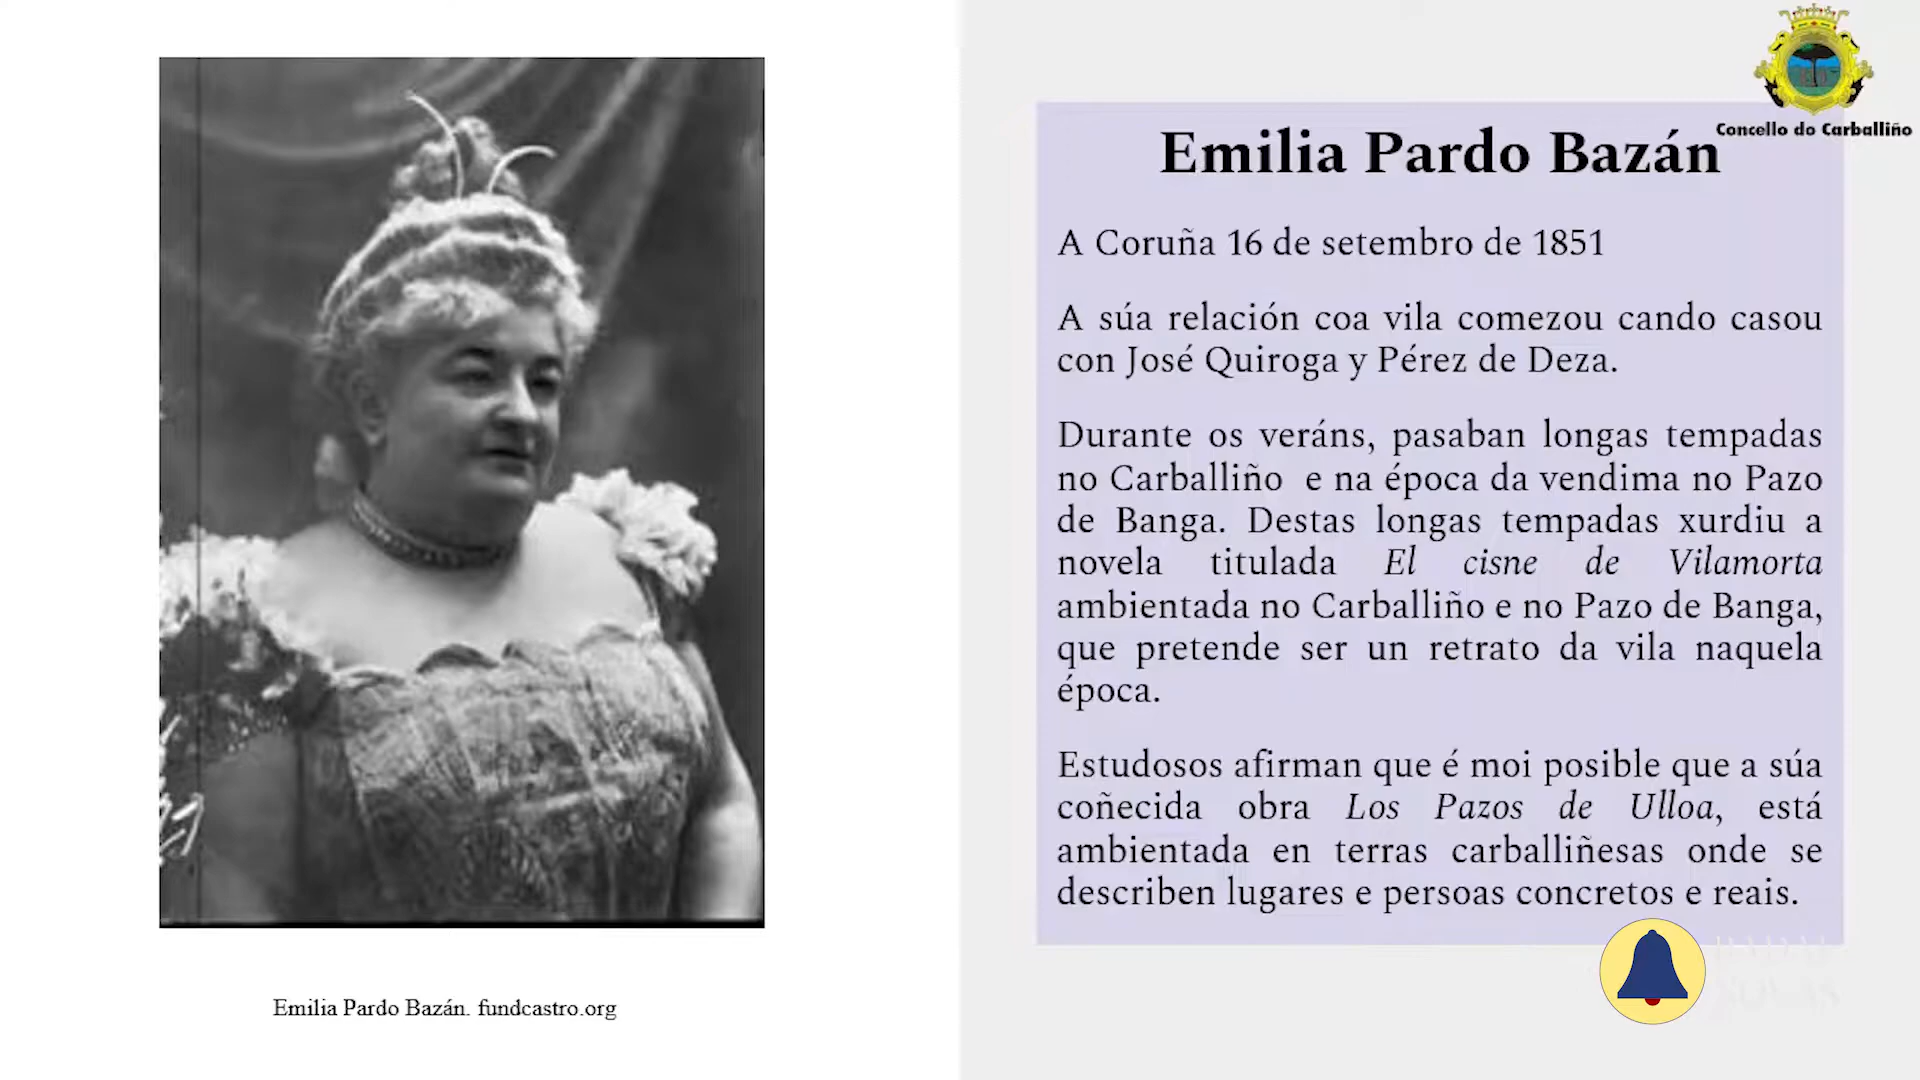 Concello do Carballiño
Emilia Pardo Bazán
A Coruña 16 de setembro de 1851
A súa relación coa vila comezou cando casou
con José Quiroga y Pérez de Deza.
Durante os veráns, pasaban longas tempadas
no Carballiño e na época da vendima no Pazo
de Banga. Destas longas tempadas xurdiu a
novela titulada El cisne de Vilamorta
ambientada no Carballiño e no Pazo de Banga,
que pretende ser un retrato da vila naquela
época.
Estudosos afirman que é moi posible que a súa
coñecida obra Los Pazos de Ulloa, está
ambientada en terras carballiñesas onde se
describen lugares e persoas concretos e reais.
Emilia Pardo Bazán. fundcastro.org